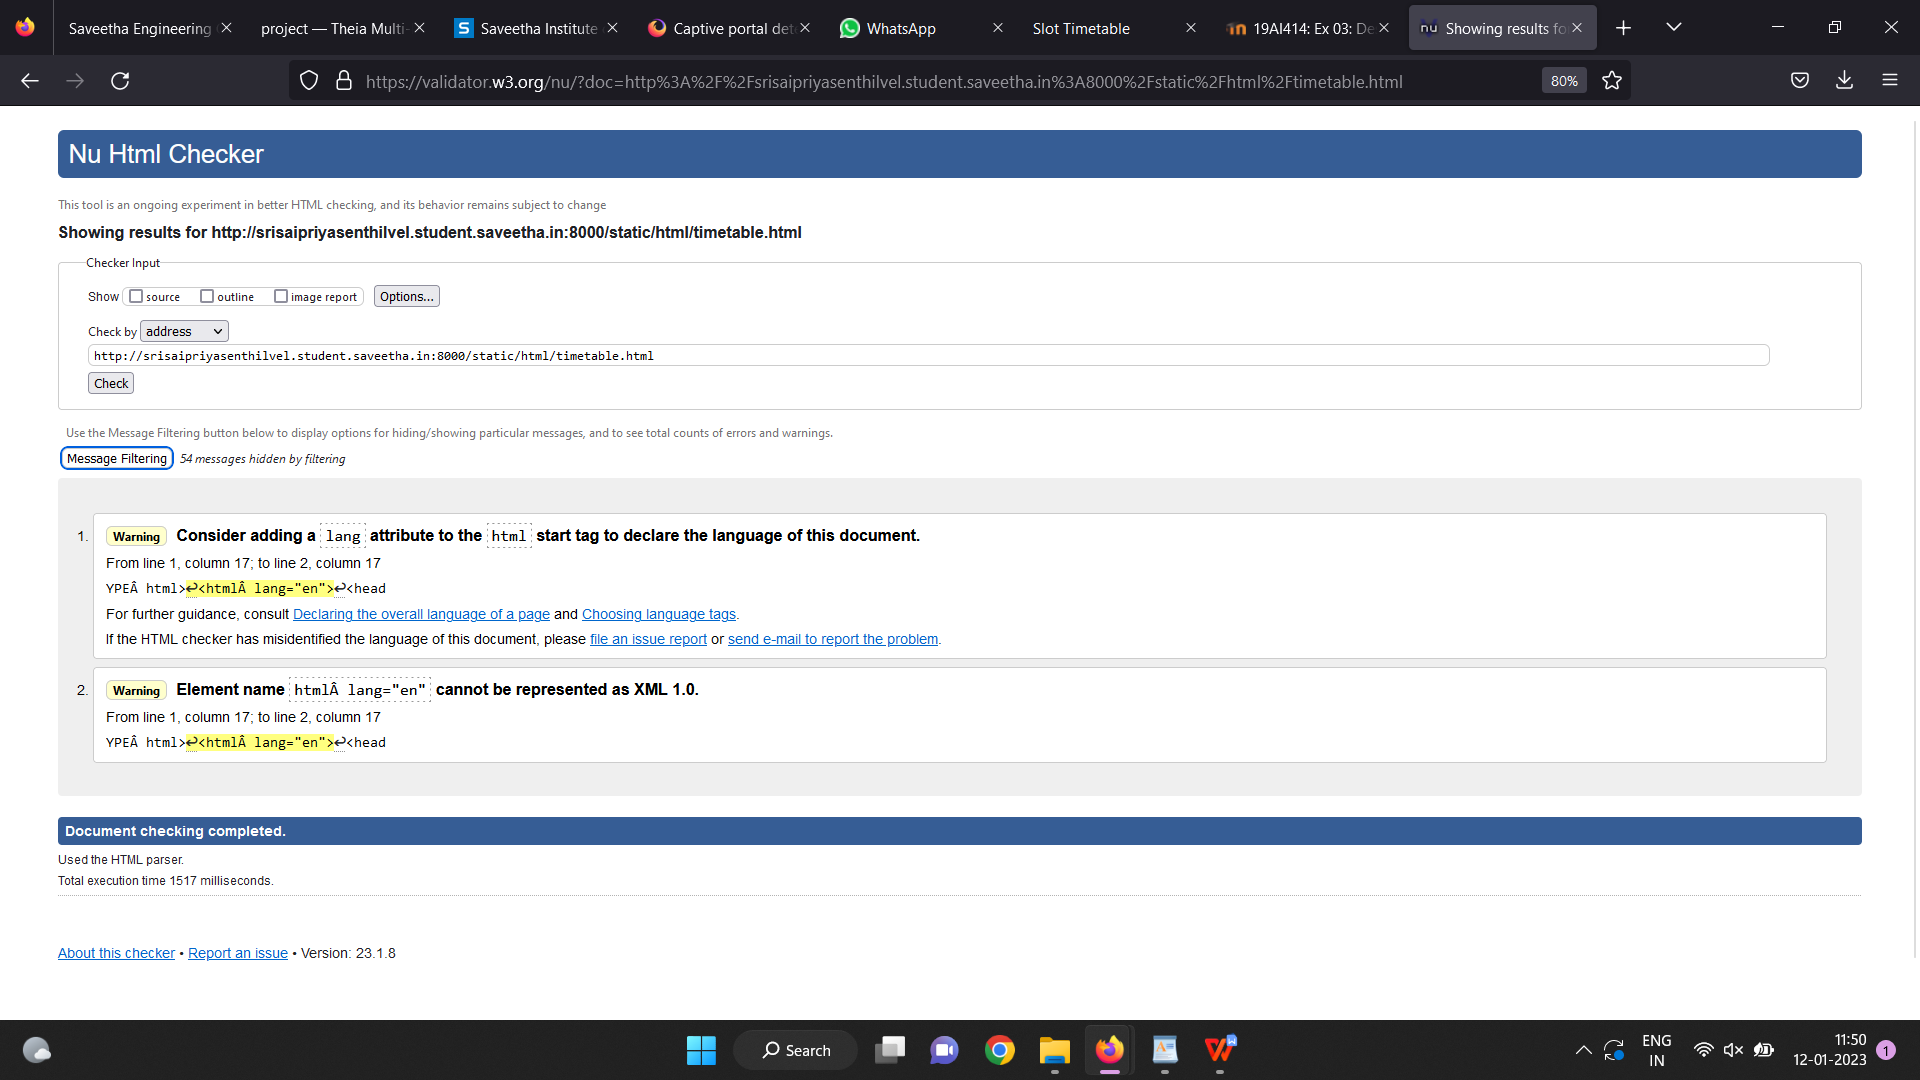 Saveetha Engineering
project — Theia Multi-
Saveetha Institute
Captive portal det
WhatsApp
Slot Timetable
19AI414: Ex 03: De
Showing results fo
https://validator.w3.org/nu/?doc=http%3A%2F%2Fsrisaipriyasenthilvel.student.saveetha.in%3A8000%2Fstatic%2Fhtml%2Ftimetable.html
80%
Nu Html Checker
This tool is an ongoing experiment in better HTML checking, and its behavior remains subject to change
Showing results for http://srisaipriyasenthilvel.student.saveetha.in:8000/static/html/timetable.html
Checker Input
Show source outline image report Options...
Check by address
http://srisaipriyasenthilvel.student.saveetha.in:8000/static/html/timetable.html
Check
Use the Message Filtering button below to display options for hiding/showing particular messages, and to see total counts of errors and warnings.
Message Filtering 54 messages hidden by filtering
1. Warning Consider adding a lang attribute to the html start tag to declare the language of this document.
From line 1, column 17; to line 2, column 17
YPEÂ html>↩<htmlÂ lang="en">↩<head
For further guidance, consult Declaring the overall language of a page and Choosing language tags.
If the HTML checker has misidentified the language of this document, please file an issue report or send e-mail to report the problem.
2. Warning Element name htmlÂ lang="en" cannot be represented as XML 1.0.
From line 1, column 17; to line 2, column 17
YPEÂ html>↩<htmlÂ lang="en">↩<head
Document checking completed.
Used the HTML parser.
Total execution time 1517 milliseconds.
About this checker • Report an issue • Version: 23.1.8
Search
ENG
IN
11:50
12-01-2023
1